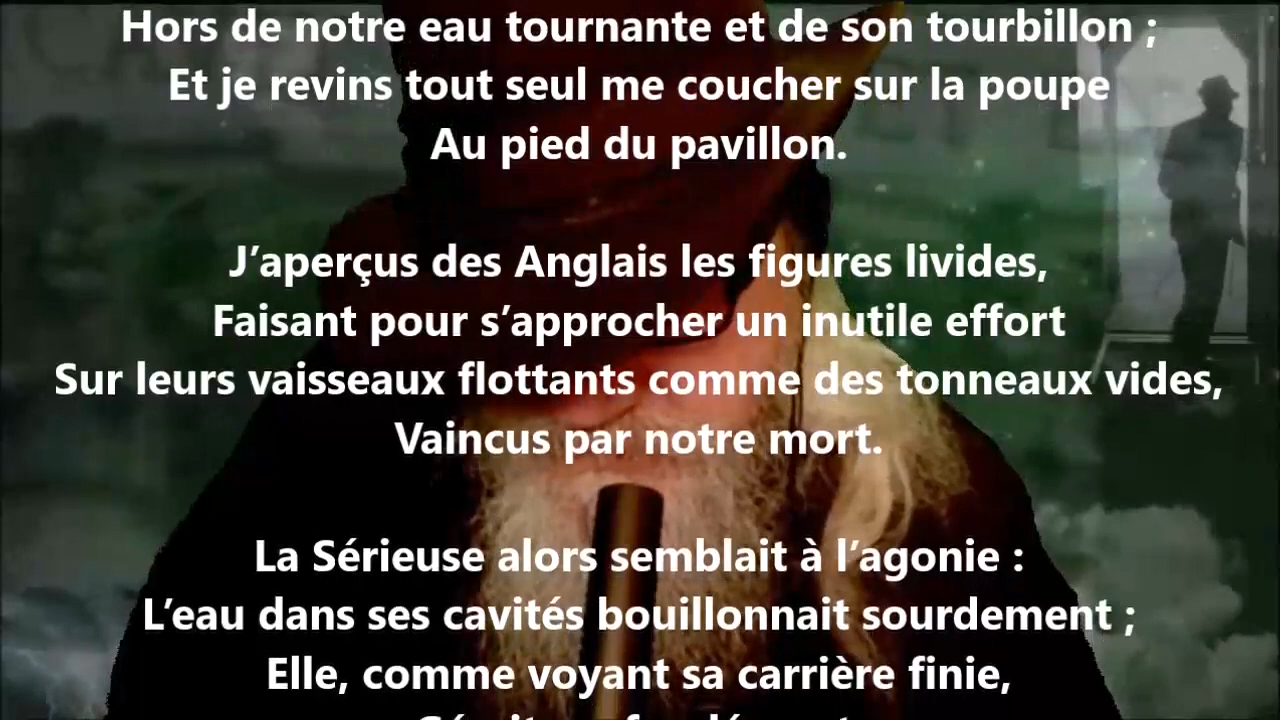 Hors de notre eau tournante et de son tourbillon ;
Et je revins tout seul me coucher sur la poupe
Au pied du pavillon.
J’aperçus des Anglais les figures livides,
Faisant pour s’approcher un inutile effort
Sur leurs vaisseaux flottants comme des tonneaux vides,
Vaincus par notre mort.
La Sérieuse alors semblait à l’agonie :
L’eau dans ses cavités bouillonnait sourdement ;
Elle, comme voyant sa carrière finie,